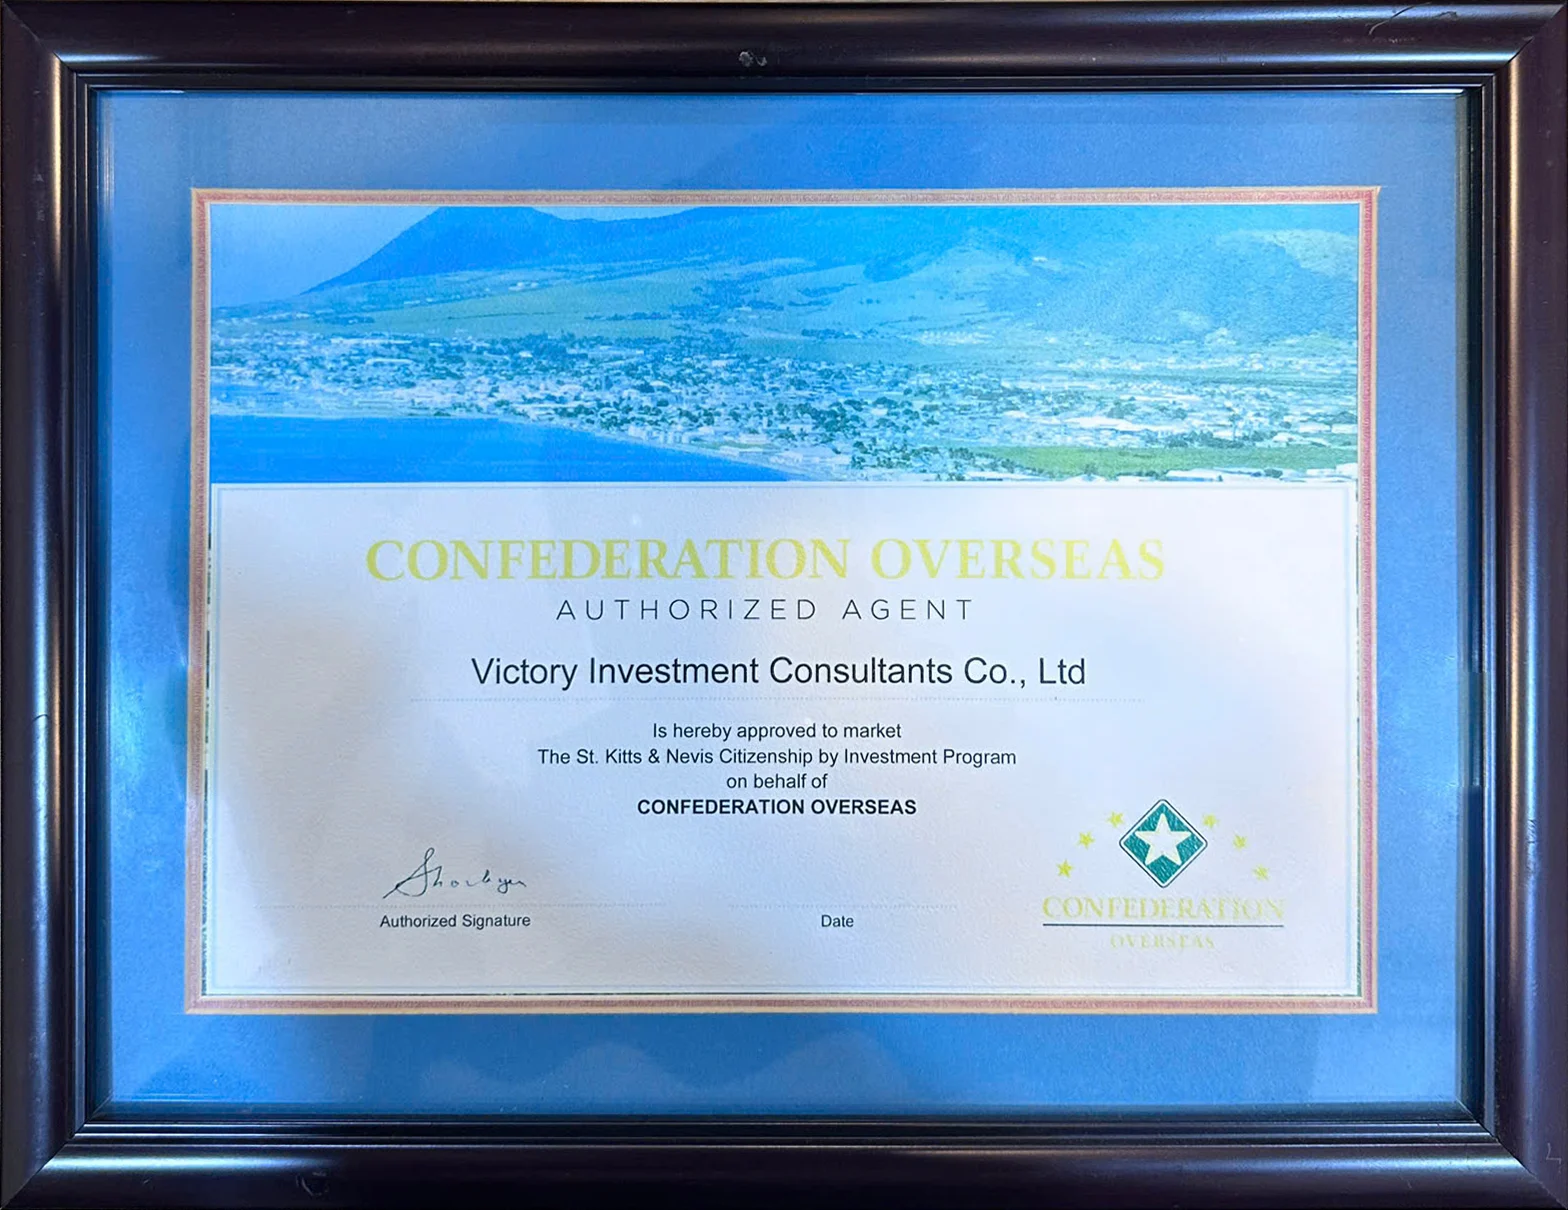 CONFEDERATION OVERSEAS
AUTHORIZED AGENT
Victory Investment Consultants Co., Ltd
Is hereby approved to market
The St. Kitts & Nevis Citizenship by Investment Program
on behalf of
CONFEDERATION OVERSEAS
Authorized Signature
Date
CONFEDERATION
OVERSEAS